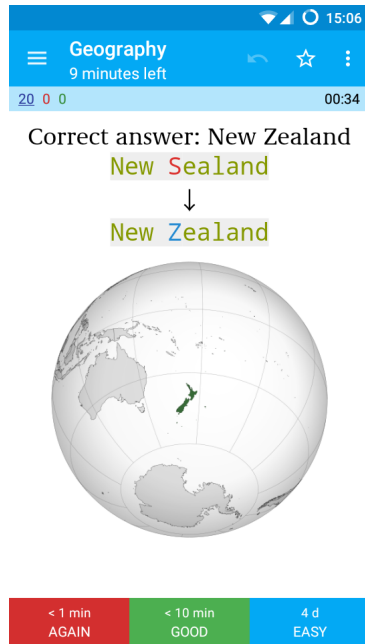 15:06
Geography
9 minutes left
20 0 0 00:34
Correct answer: New Zealand
New Sealand
↓
New Zealand
< 1 min < 10 min 4 d
AGAIN GOOD EASY